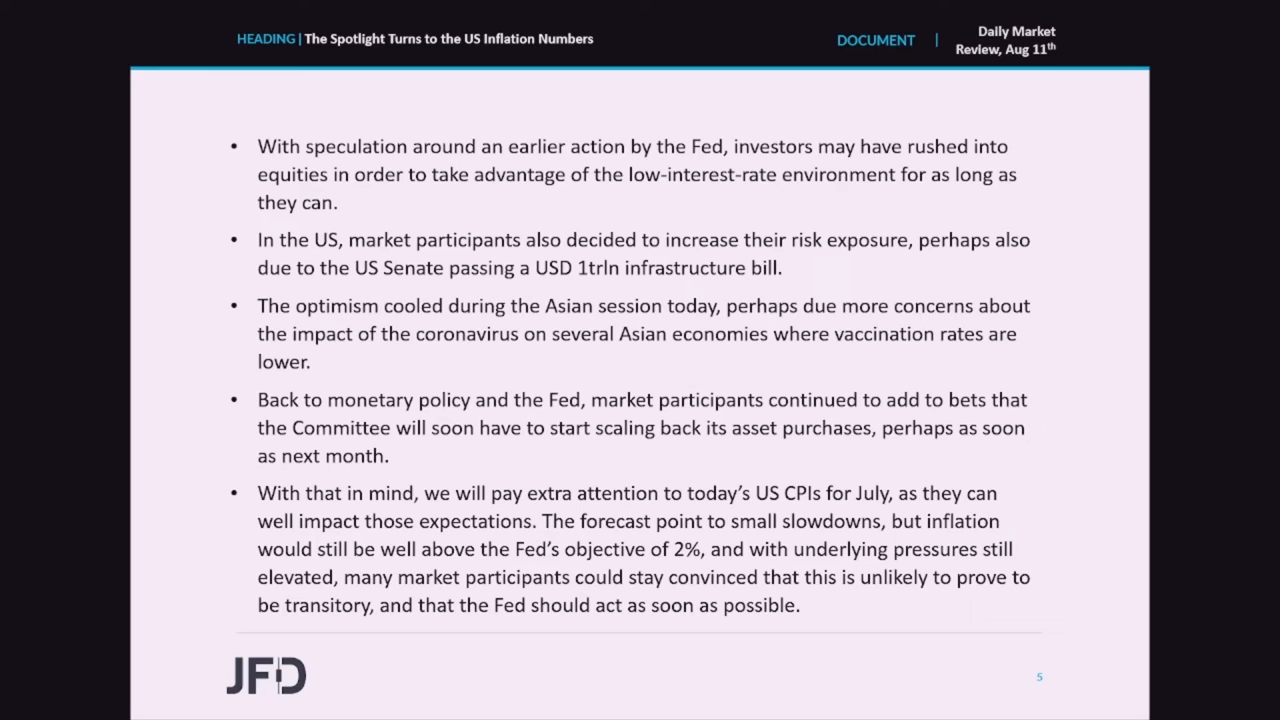 HEADING | The Spotlight Turns to the US Inflation Numbers
DOCUMENT | Daily Market
Review, Aug 11th
• With speculation around an earlier action by the Fed, investors may have rushed into
equities in order to take advantage of the low-interest-rate environment for as long as
they can.
• In the US, market participants also decided to increase their risk exposure, perhaps also
due to the US Senate passing a USD 1trln infrastructure bill.
• The optimism cooled during the Asian session today, perhaps due more concerns about
the impact of the coronavirus on several Asian economies where vaccination rates are
lower.
• Back to monetary policy and the Fed, market participants continued to add to bets that
the Committee will soon have to start scaling back its asset purchases, perhaps as soon
as next month.
• With that in mind, we will pay extra attention to today’s US CPIs for July, as they can
well impact those expectations. The forecast point to small slowdowns, but inflation
would still be well above the Fed’s objective of 2%, and with underlying pressures still
elevated, many market participants could stay convinced that this is unlikely to prove to
be transitory, and that the Fed should act as soon as possible.
JFD
5